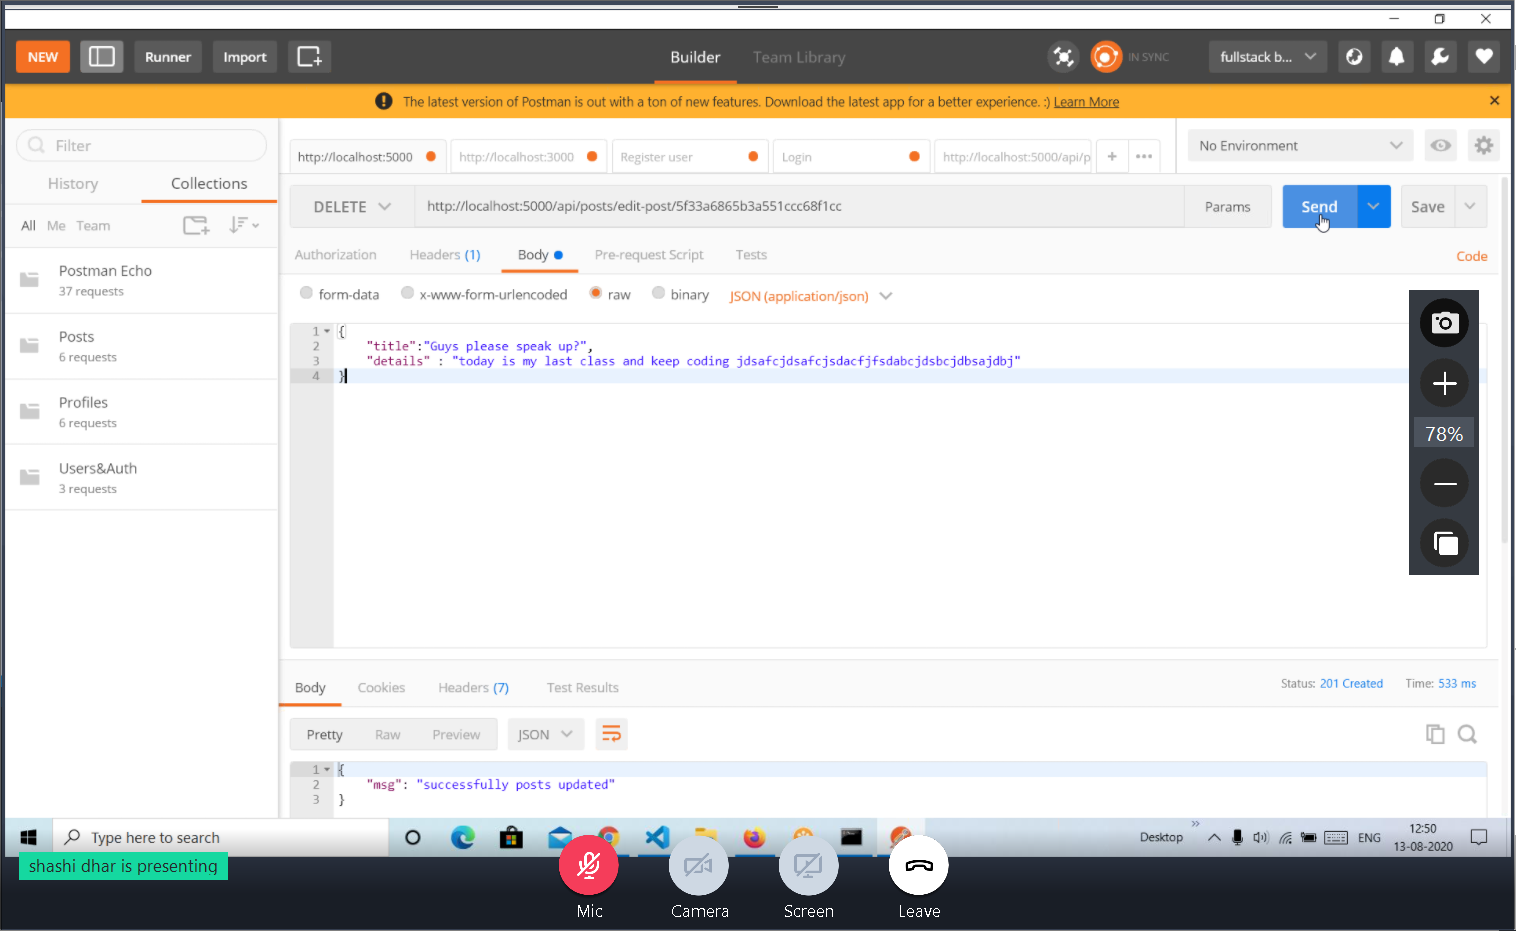 NEW Runner Import Builder Team Library IN SYNC fullstack b...
The latest version of Postman is out with a ton of new features. Download the latest app for a better experience. :) Learn More
Filter
History Collections
All Me Team
Postman Echo
37 requests
Posts
6 requests
Profiles
6 requests
Users&Auth
3 requests
http://localhost:5000 http://localhost:3000 Register user Login http://localhost:5000/api/p + ••• No Environment
DELETE http://localhost:5000/api/posts/edit-post/5f33a6865b3a551ccc68f1cc Params Send Save
Authorization Headers (1) Body Pre-request Script Tests Code
form-data x-www-form-urlencoded raw binary JSON (application/json)
1 {
2 "title":"Guys please speak up?",
3 "details" : "today is my last class and keep coding jdsafcjdsafcjsdacfjfsdabcjdsbcjdbsajdbj"
4 }
78%
Body Cookies Headers (7) Test Results Status: 201 Created Time: 533 ms
Pretty Raw Preview JSON
1 {
2 "msg": "successfully posts updated"
3 }
Type here to search Desktop ENG 12:50
13-08-2020
shashi dhar is presenting
Mic Camera Screen Leave